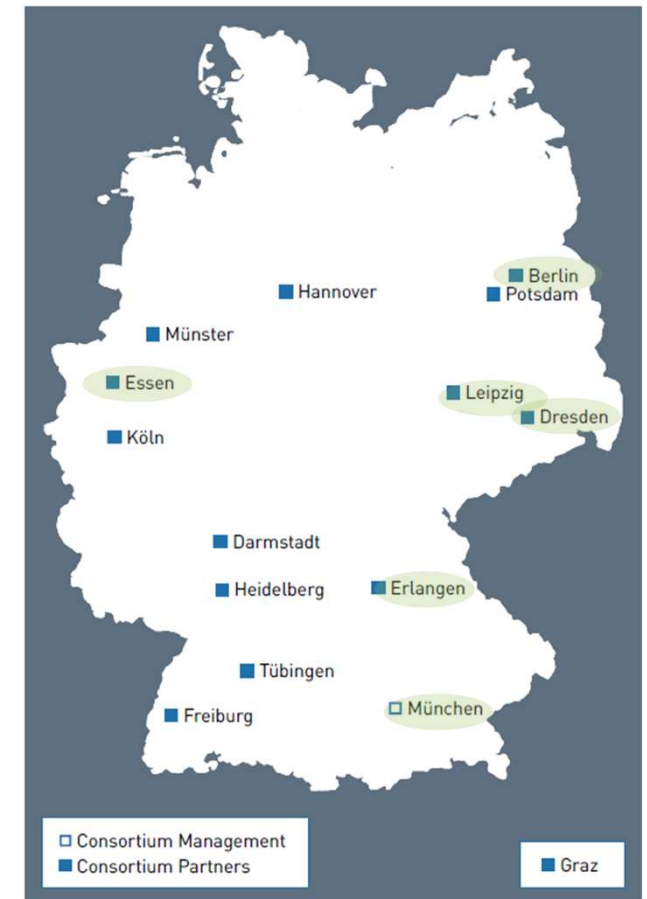 Berlin
Hannover
Potsdam
Münster
Essen
Leipzig
Dresden
Köln
Darmstadt
Heidelberg
Erlangen
Tübingen
München
Freiburg
Consortium Management
Consortium Partners
Graz